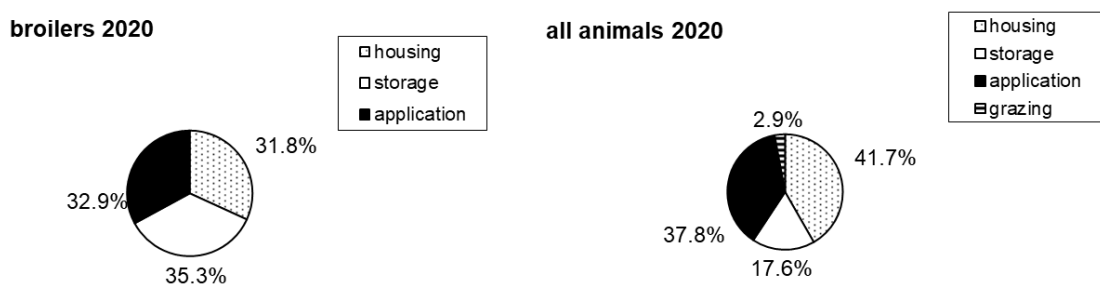 broilers 2020
housing
storage
application
31.8%
32.9%
35.3%
all animals 2020
housing
storage
application
grazing
2.9%
41.7%
37.8%
17.6%